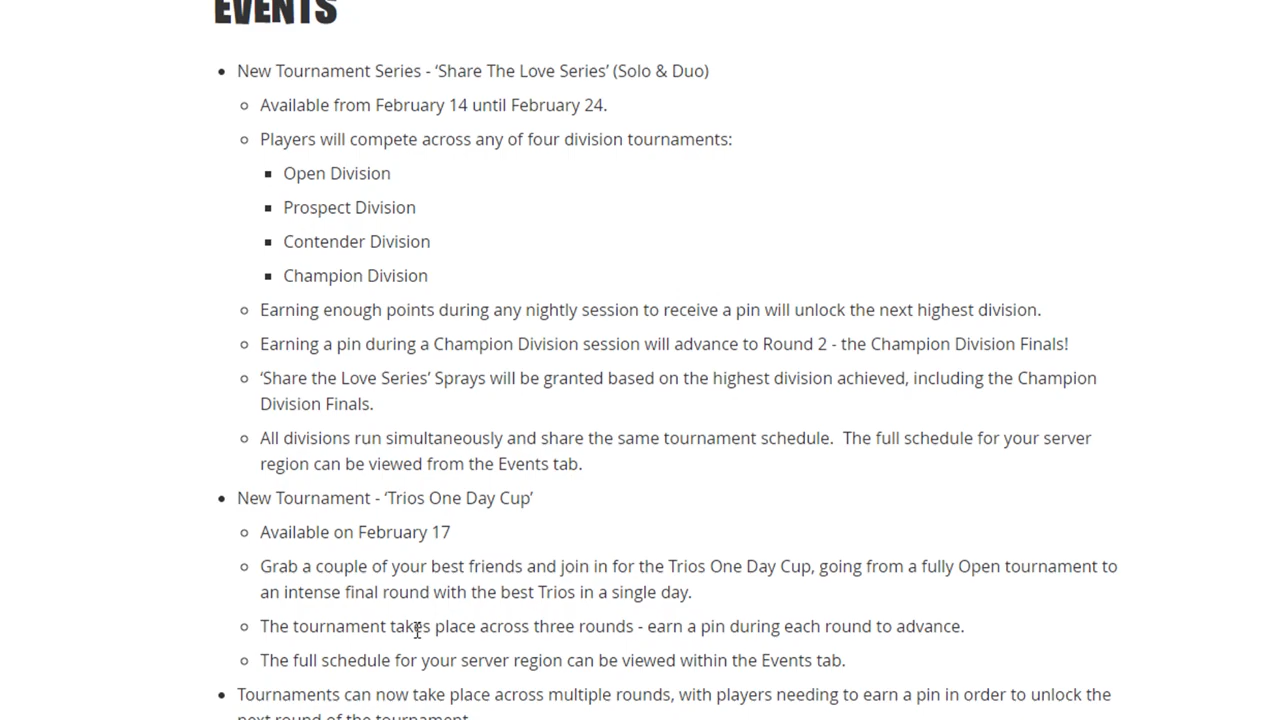 EVENTS
New Tournament Series - ‘Share The Love Series’ (Solo & Duo)
Available from February 14 until February 24.
Players will compete across any of four division tournaments:
Open Division
Prospect Division
Contender Division
Champion Division
Earning enough points during any nightly session to receive a pin will unlock the next highest division.
Earning a pin during a Champion Division session will advance to Round 2 - the Champion Division Finals!
‘Share the Love Series’ Sprays will be granted based on the highest division achieved, including the Champion
Division Finals.
All divisions run simultaneously and share the same tournament schedule.  The full schedule for your server
region can be viewed from the Events tab.
New Tournament - ‘Trios One Day Cup’
Available on February 17
Grab a couple of your best friends and join in for the Trios One Day Cup, going from a fully Open tournament to
an intense final round with the best Trios in a single day.
The tournament takes place across three rounds - earn a pin during each round to advance.
The full schedule for your server region can be viewed within the Events tab.
Tournaments can now take place across multiple rounds, with players needing to earn a pin in order to unlock the
next round of the tournament.